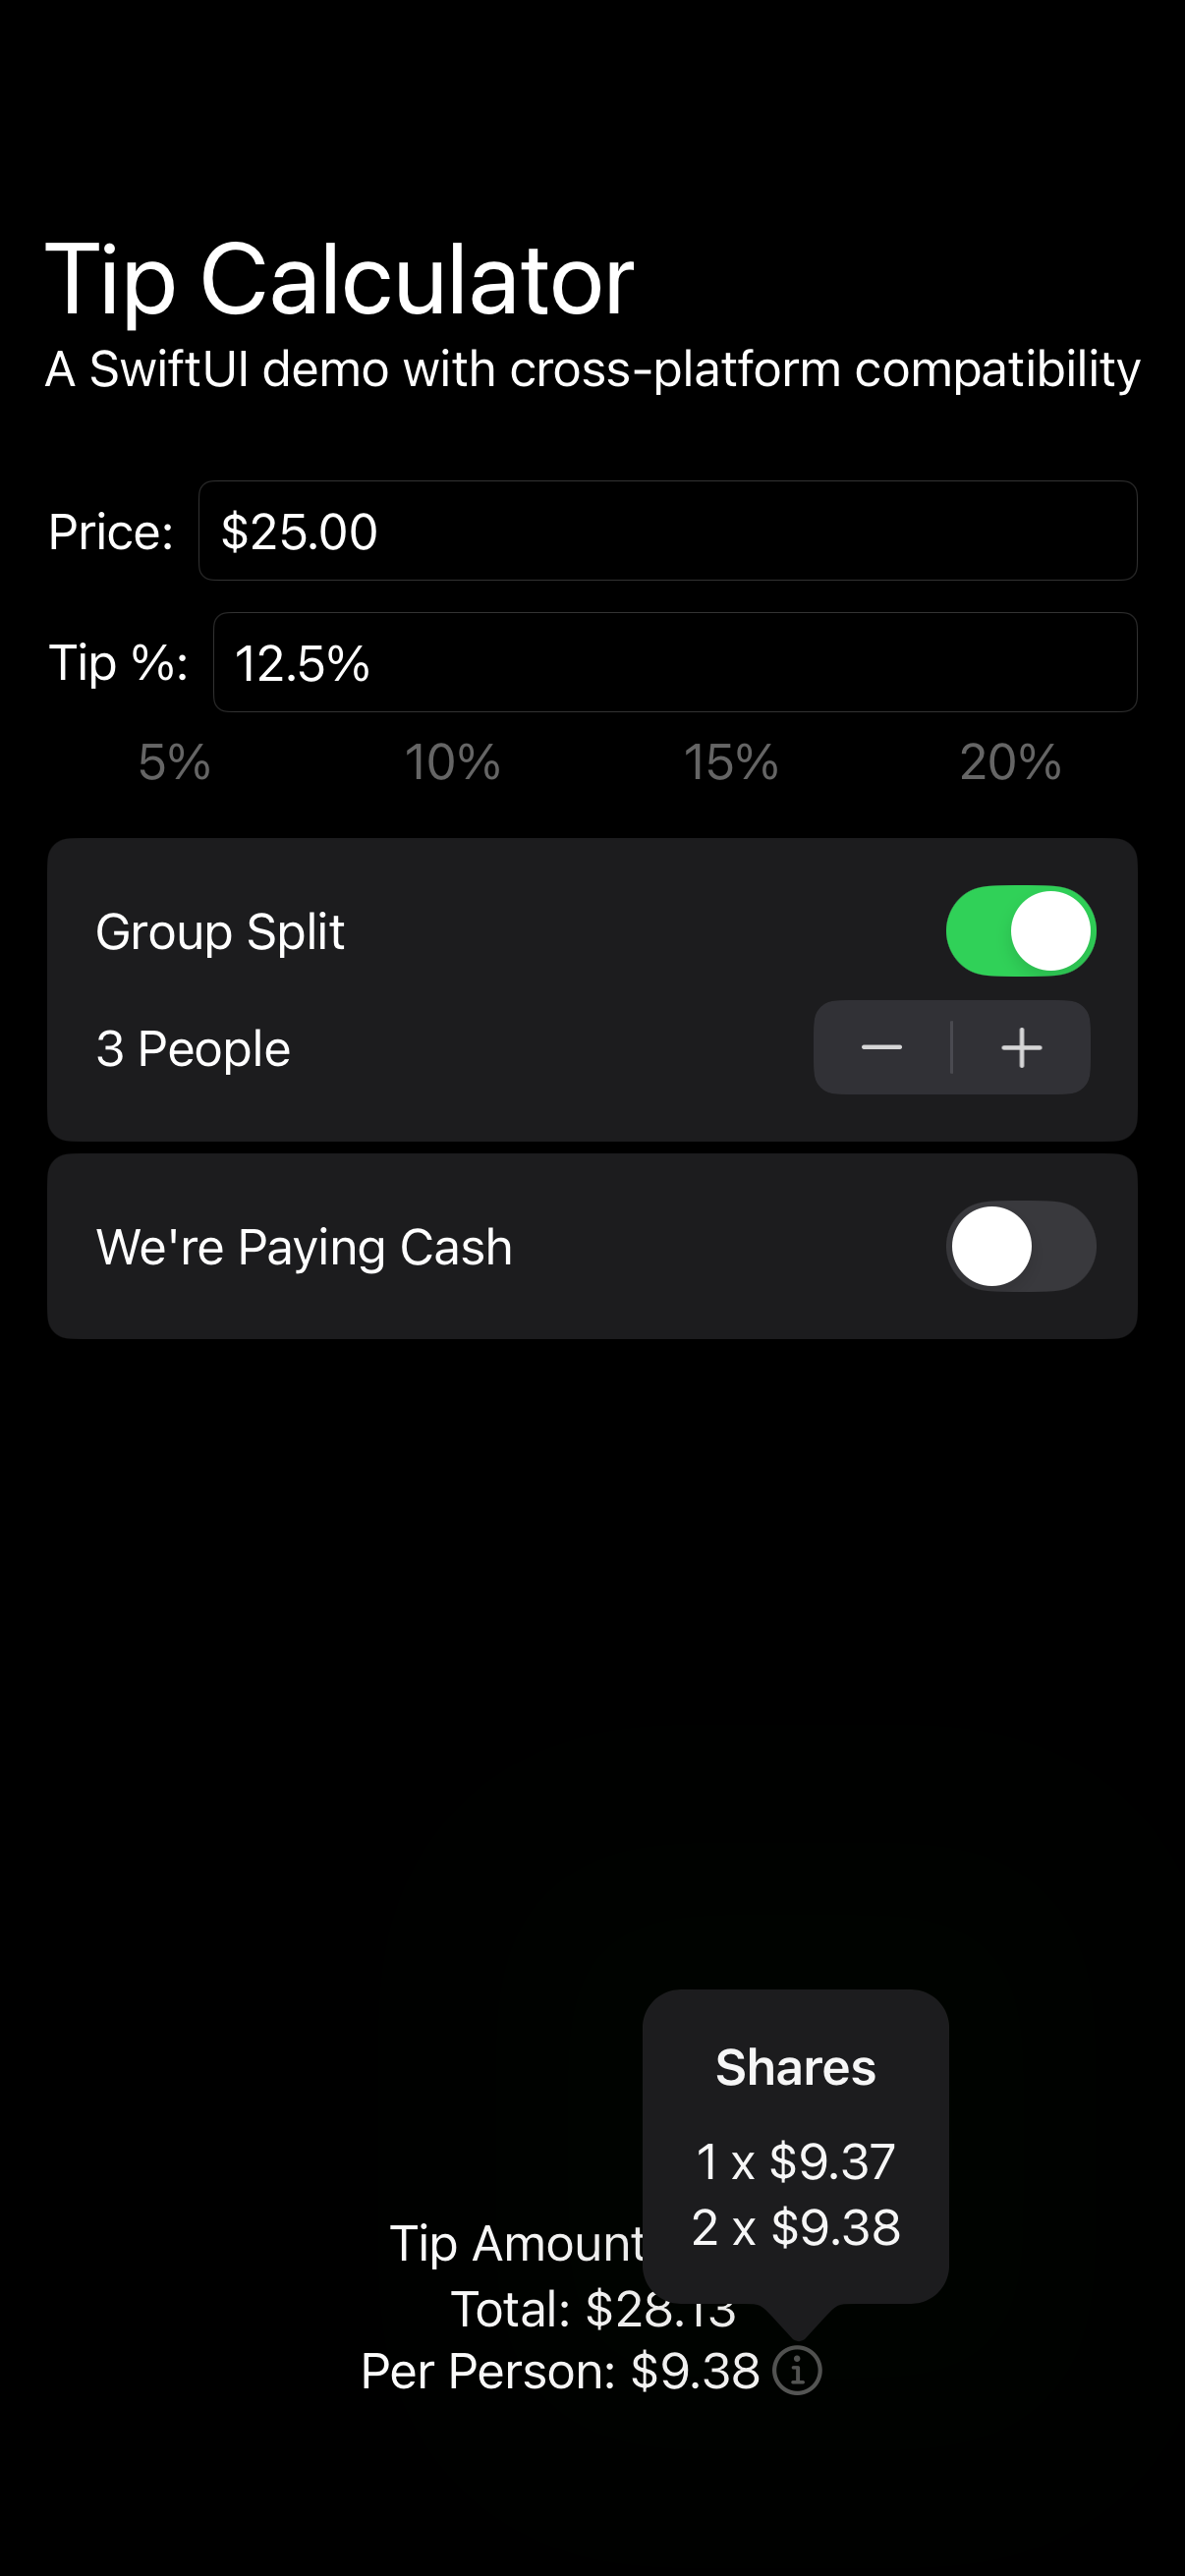 Tip Calculator
A SwiftUI demo with cross-platform compatibility
Price: $25.00
Tip %: 12.5%
5% 10% 15% 20%
Group Split
3 People
We're Paying Cash
Shares
1 x $9.37
2 x $9.38
Tip Amount
Total: $28.13
Per Person: $9.38